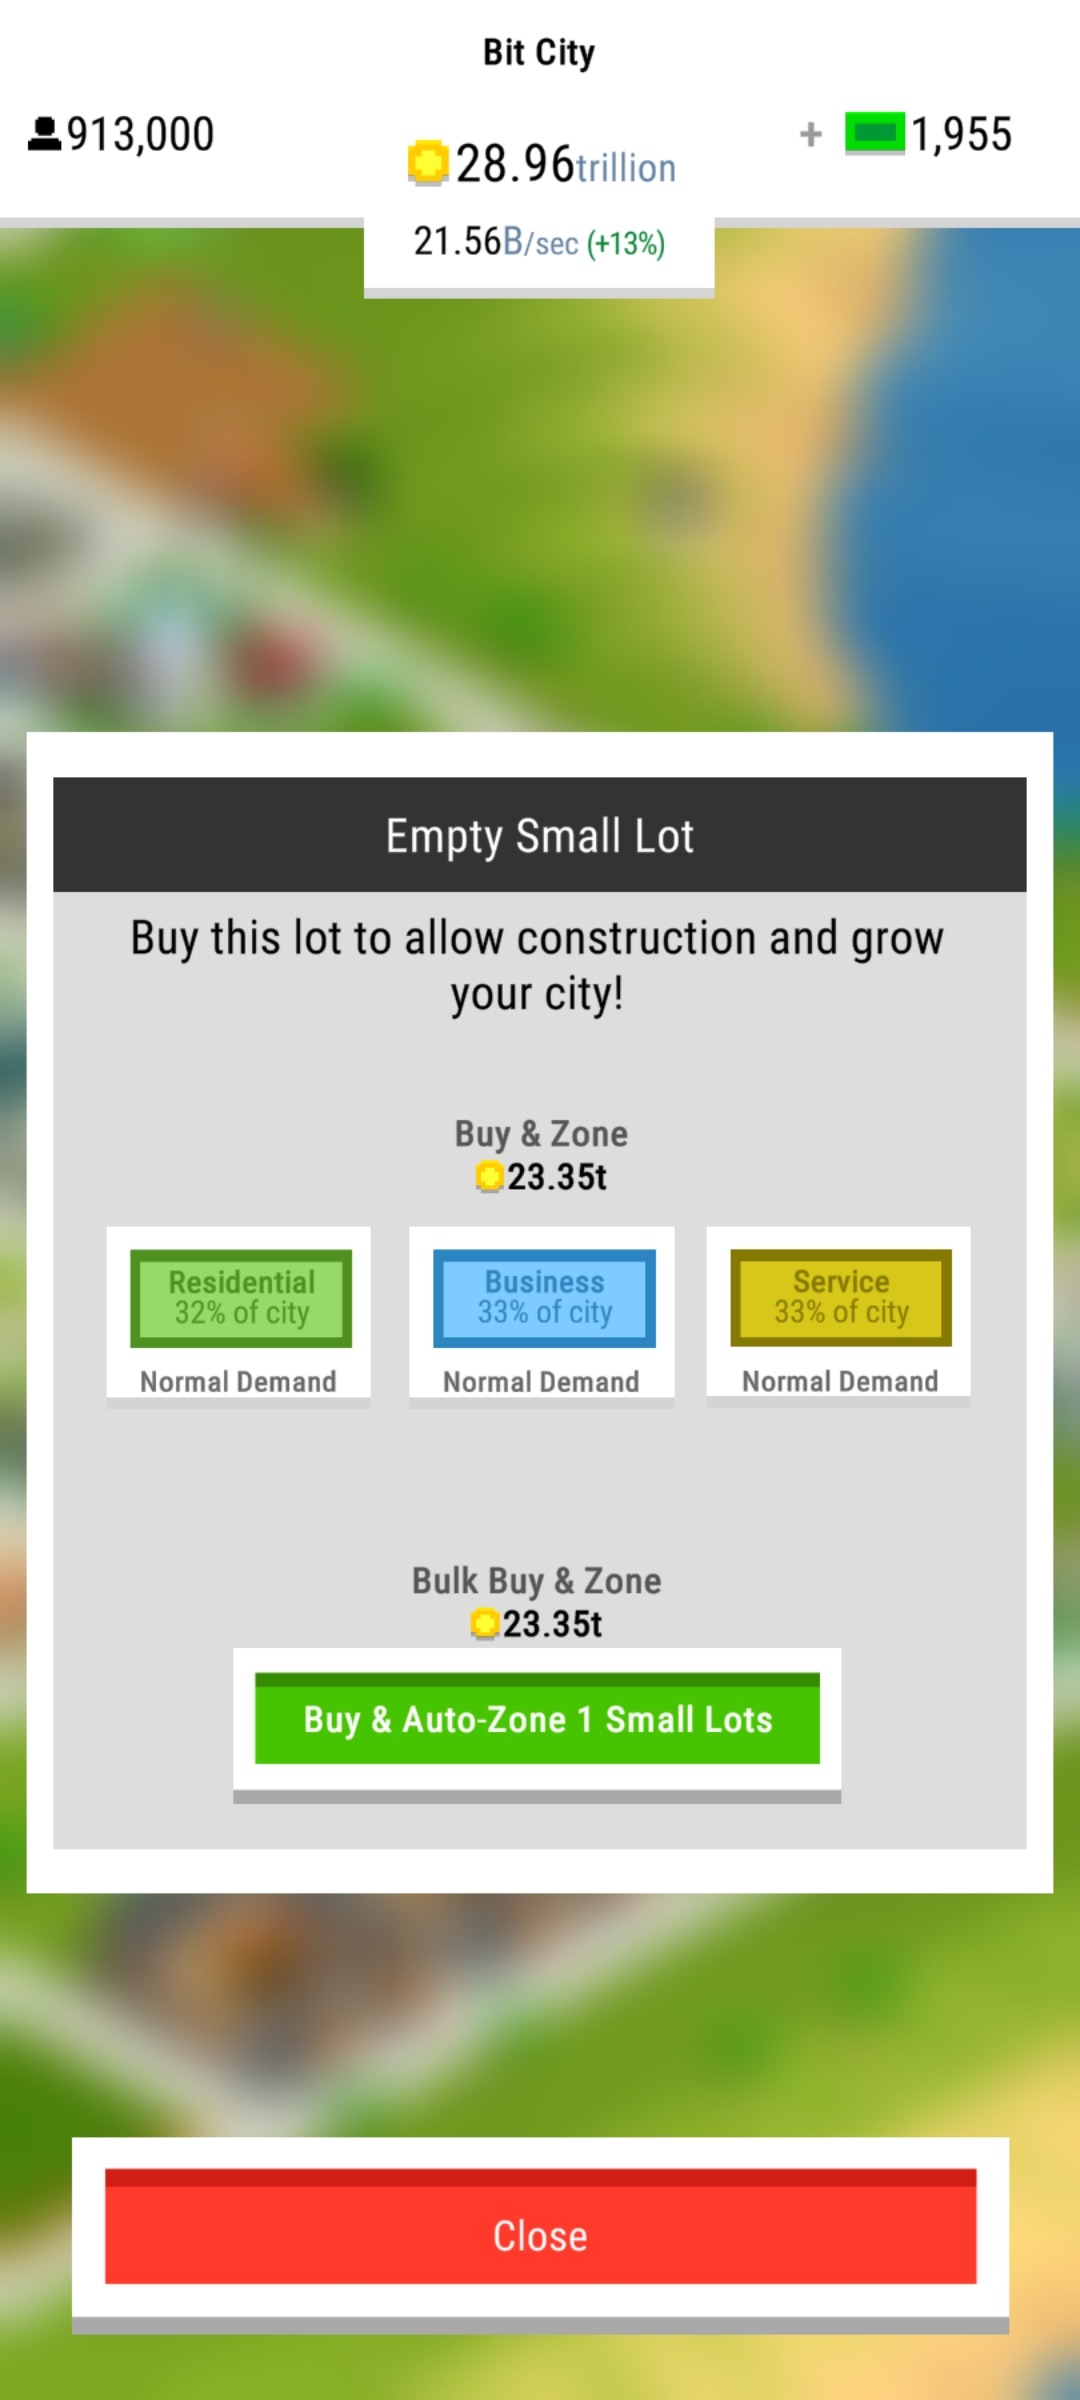 Bit City
913,000
28.96trillion
+ 1,955
21.56B/sec (+13%)
Empty Small Lot
Buy this lot to allow construction and grow
your city!
Buy & Zone
23.35t
Residential
32% of city
Normal Demand
Business
33% of city
Normal Demand
Service
33% of city
Normal Demand
Bulk Buy & Zone
23.35t
Buy & Auto-Zone 1 Small Lots
Close